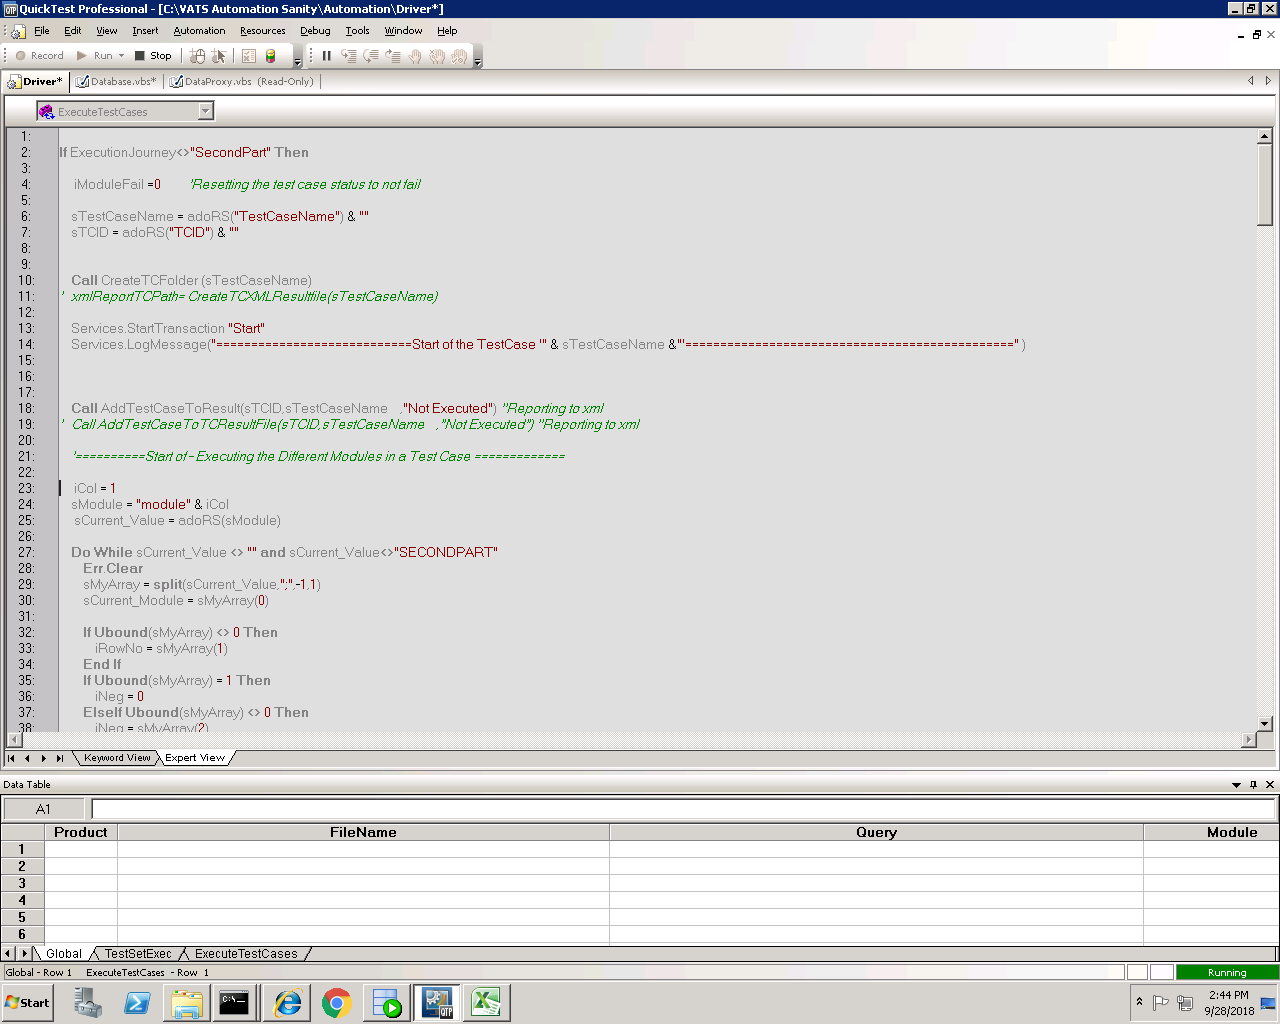 QuickTest Professional - [C:\VATS Automation Sanity\Automation\Driver*]
File Edit View Insert Automation Resources Debug Tools Window Help
Record Run Stop
Driver* Database.vbs* DataProxy.vbs (Read-Only)
ExecuteTestCases
1:
2: If ExecutionJourney<>"SecondPart" Then
3:
4: iModuleFail =0 'Resetting the test case status to not fail
5:
6: sTestCaseName = adoRS("TestCaseName") & ""
7: sTCID = adoRS("TCID") & ""
8:
9:
10: Call CreateTCFolder (sTestCaseName)
11: ' xmlReportTCPath= CreateTCXMLResultfile(sTestCaseName)
12:
13: Services.StartTransaction "Start"
14: Services.LogMessage("============================Start of the TestCase '" & sTestCaseName &"'===============================================" )
15:
16:
17:
18: Call AddTestCaseToResult(sTCID,sTestCaseName ,"Not Executed") ''Reporting to xml
19: ' Call AddTestCaseToTCResultFile(sTCID,sTestCaseName ,"Not Executed") ''Reporting to xml
20:
21: '==========Start of - Executing the Different Modules in a Test Case =============
22:
23: iCol = 1
24: sModule = "module" & iCol
25: sCurrent_Value = adoRS(sModule)
26:
27: Do While sCurrent_Value <> "" and sCurrent_Value<>"SECONDPART"
28: Err.Clear
29: sMyArray = split(sCurrent_Value,";",-1,1)
30: sCurrent_Module = sMyArray(0)
31:
32: If Ubound(sMyArray) <> 0 Then
33: iRowNo = sMyArray(1)
34: End If
35: If Ubound(sMyArray) = 1 Then
36: iNeg = 0
37: ElseIf Ubound(sMyArray) <> 0 Then
38: iNeg = sMyArray(2)
Keyword View Expert View
Data Table
A1
Product FileName Query Module
1
2
3
4
5
6
Global TestSetExec ExecuteTestCases
Global - Row 1 ExecuteTestCases - Row 1 Running
Start 2:44 PM
9/28/2018